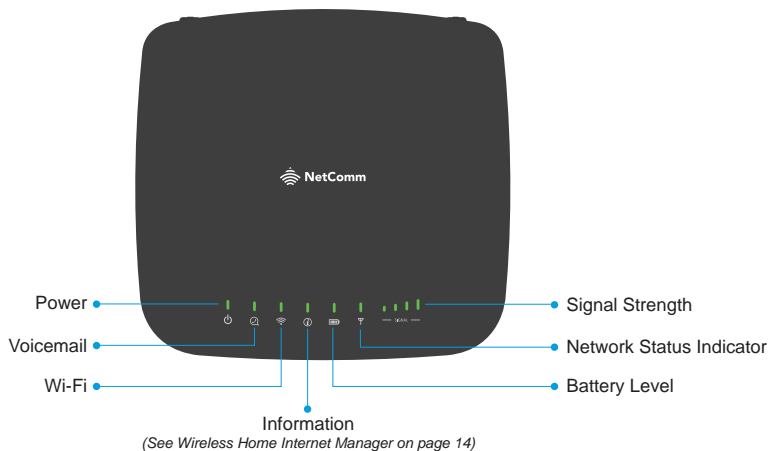 NetComm
Power
Signal Strength
SIGNAL
Voicemail
Network Status Indicator
Wi-Fi
Battery Level
Information
(See Wireless Home Internet Manager on page 14)